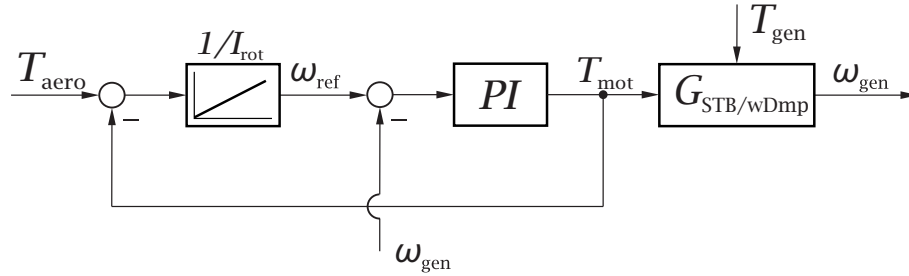 T_gen
1/I_rot
T_aero
ω_ref
PI
T_mot
G_STB/wDmp
ω_gen
−
−
ω_gen